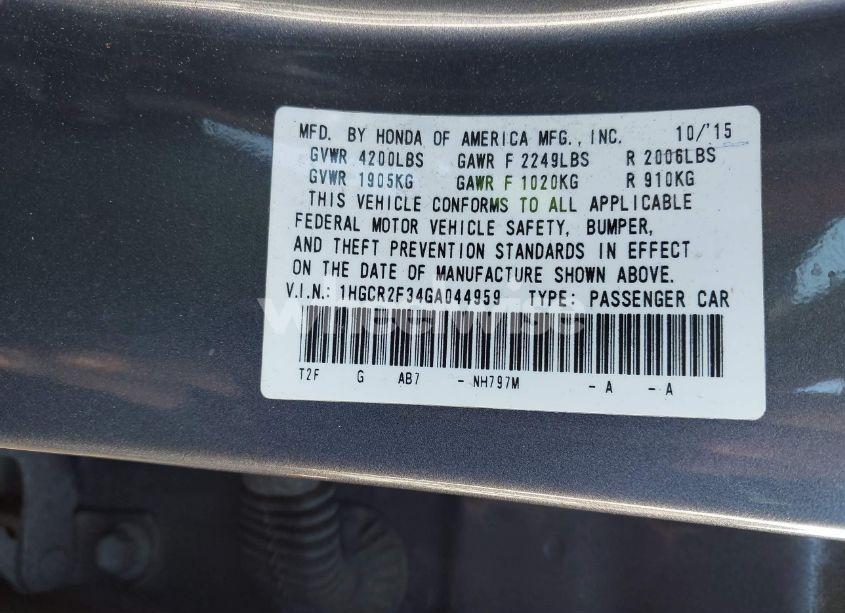 MFD. BY HONDA OF AMERICA MFG., INC. 10/'15
GVWR 4200LBS GAWR F 2249LBS R 2006LBS
GVWR 1905KG GAWR F 1020KG R 910KG
THIS VEHICLE CONFORMS TO ALL APPLICABLE
FEDERAL MOTOR VEHICLE SAFETY, BUMPER,
AND THEFT PREVENTION STANDARDS IN EFFECT
ON THE DATE OF MANUFACTURE SHOWN ABOVE.
V.I.N.: 1HGCR2F34GA044959 TYPE: PASSENGER CAR
wheelwise
T2F G AB7 - NH797M - A - A